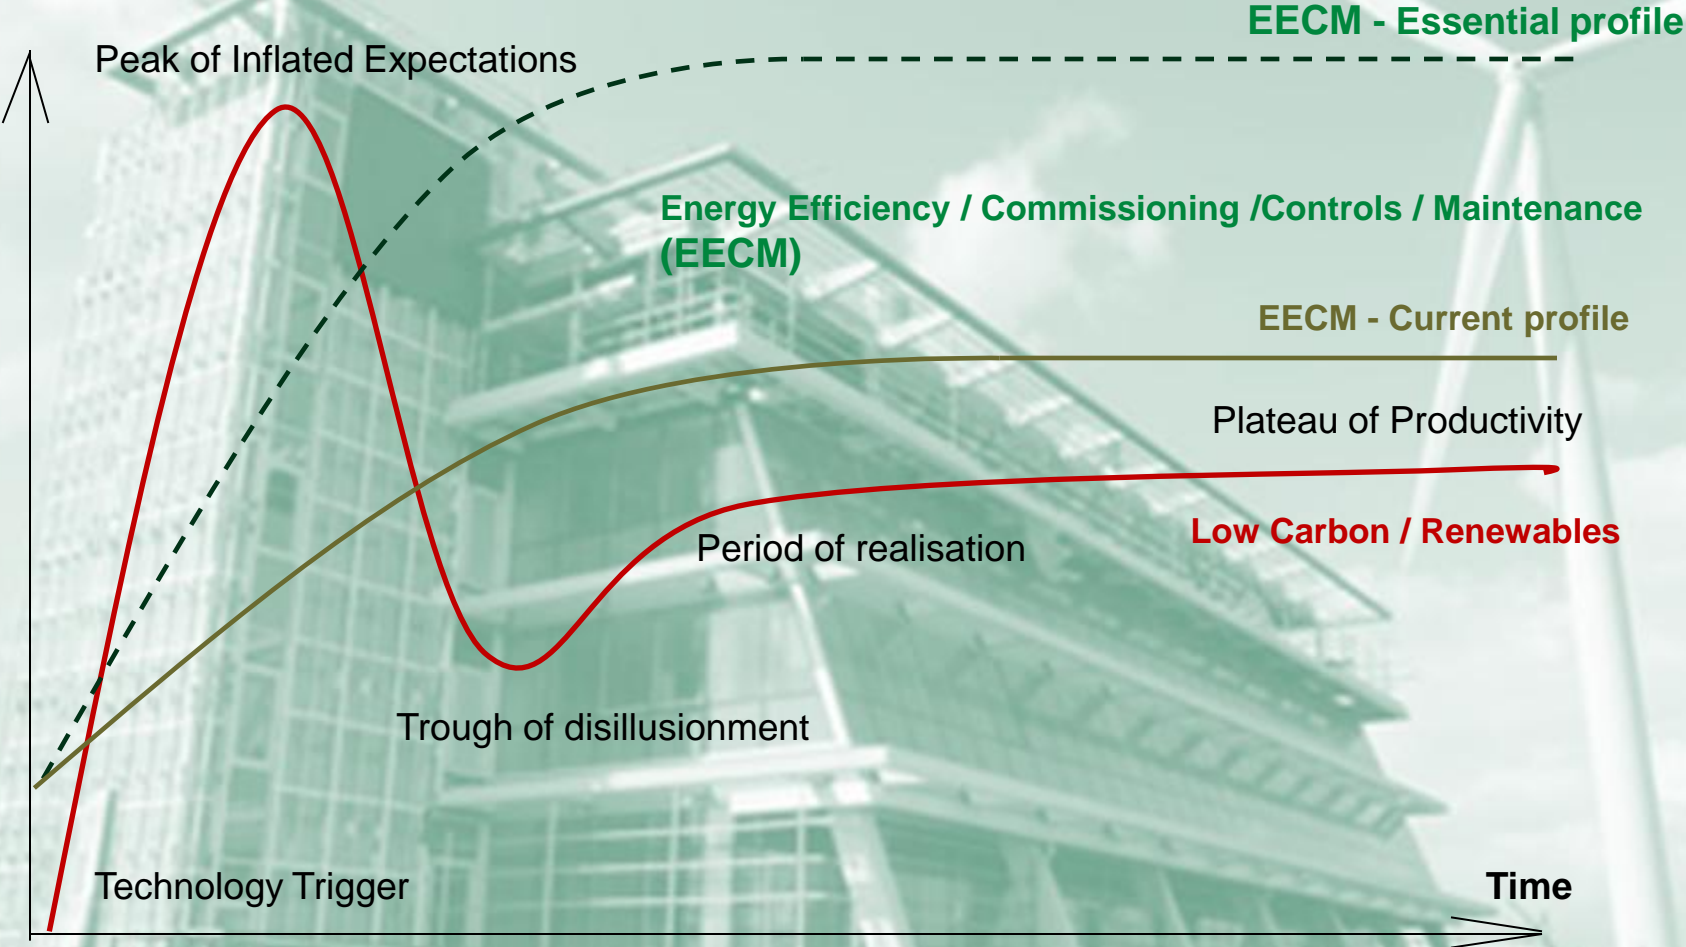 EECM - Essential profile
Peak of Inflated Expectations
Energy Efficiency / Commissioning /Controls / Maintenance
(EECM)
EECM - Current profile
Plateau of Productivity
Low Carbon / Renewables
Period of realisation
Trough of disillusionment
Technology Trigger
Time